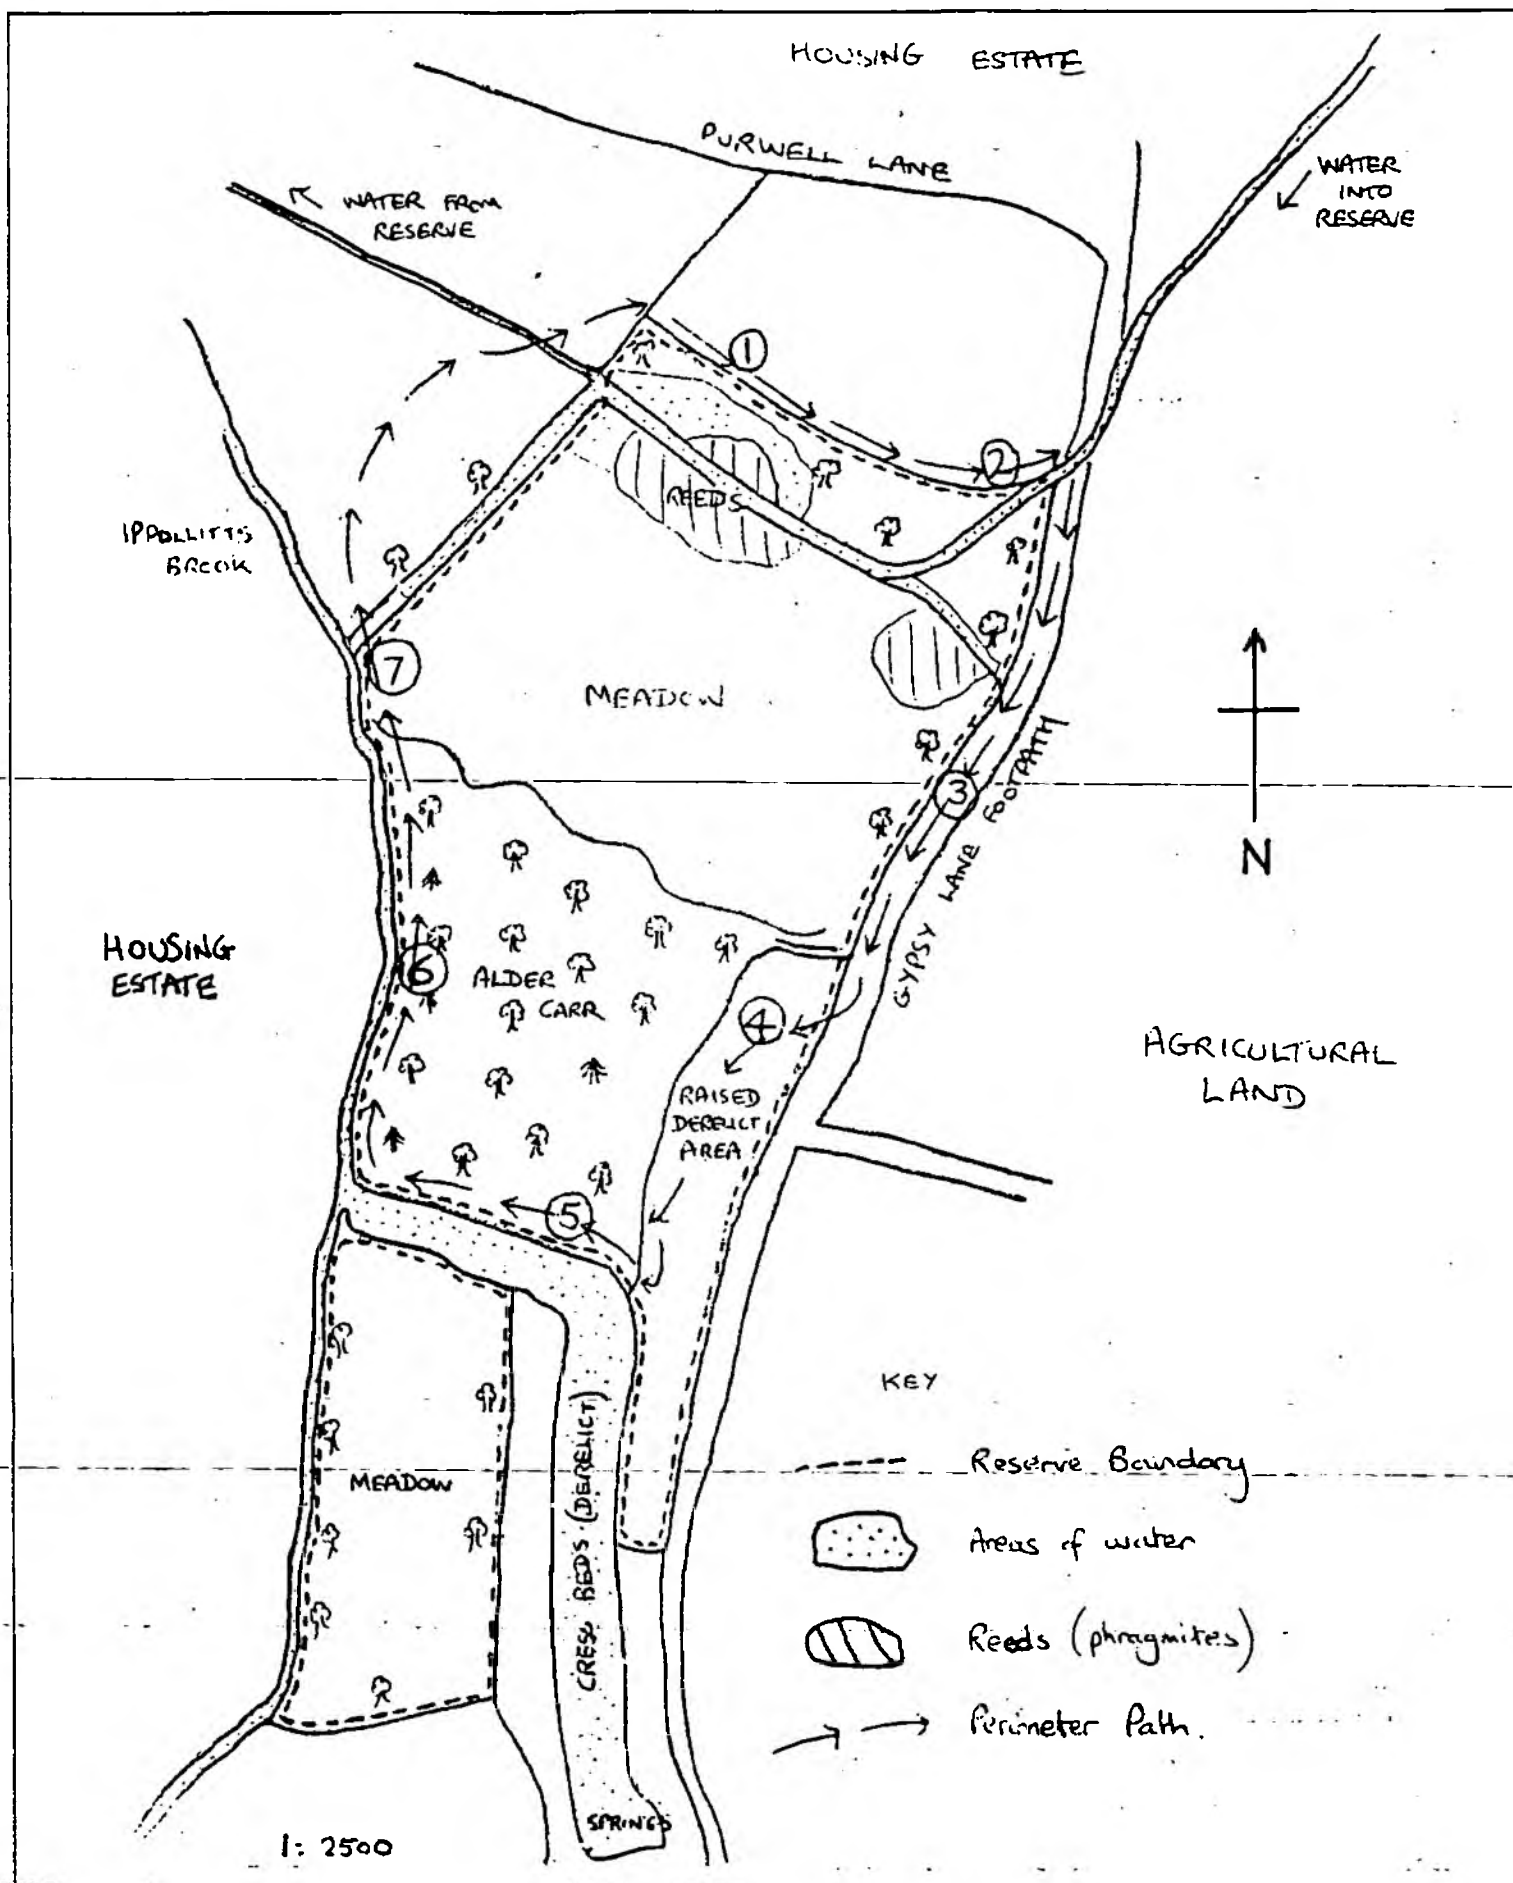 HOUSING ESTATE
PURWELL LANE
WATER
INTO
RESERVE
WATER FROM
RESERVE
1
2
IPPOLLITTS
BROOK
REEDS
7
MEADOW
3
GYPSY LANE FOOTPATH
N
HOUSING
ESTATE
6
ALDER
CARR
4
AGRICULTURAL
LAND
RAISED
DERELICT
AREA
5
KEY
CRESS BEDS (DERELICT)
MEADOW
Reserve Boundary
Areas of water
Reeds (phragmites)
Perimeter Path.
SPRINGS
1: 2500